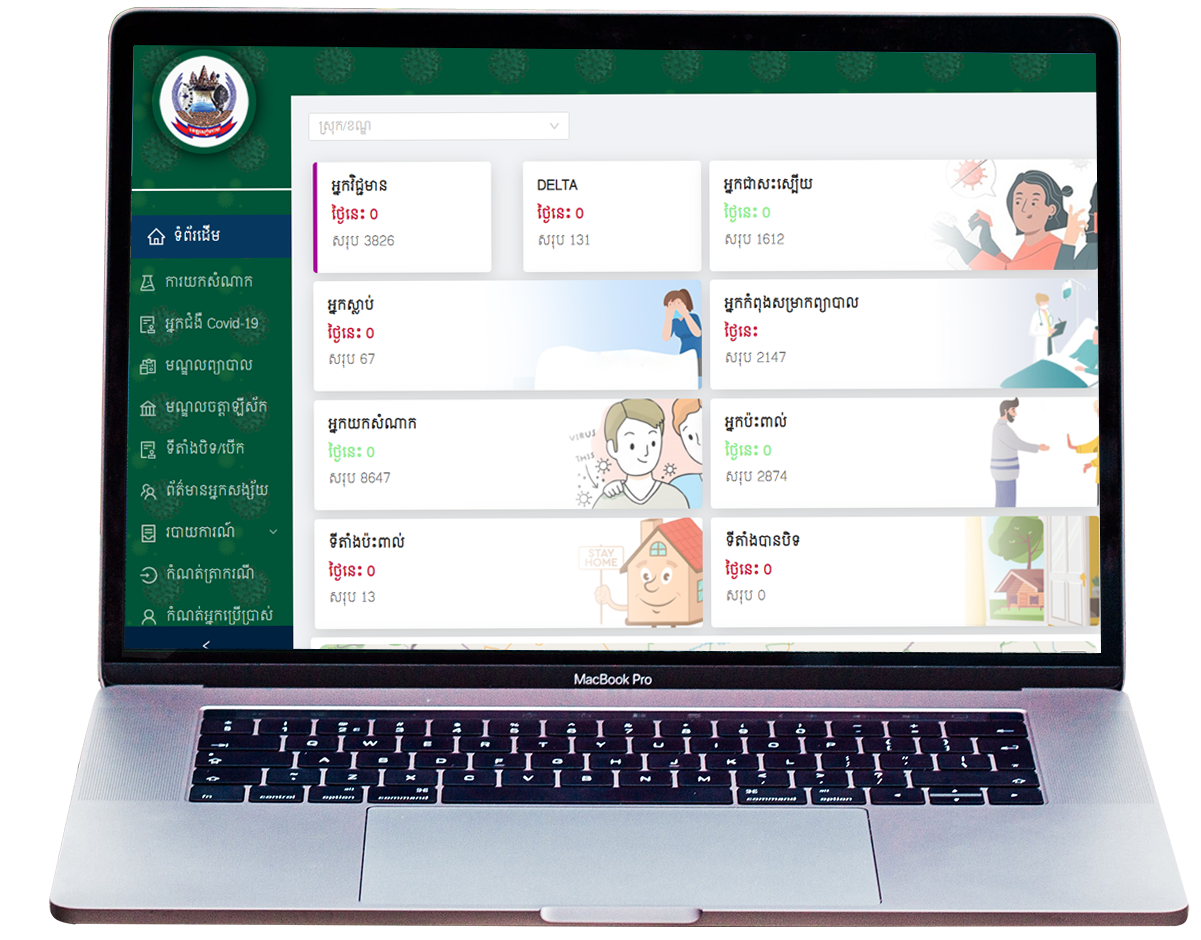 ស្រុក/ខណ្ឌ
ទំព័រដើម
ការយកសំណាក
អ្នកជំងឺ Covid-19
មណ្ឌលព្យាបាល
មណ្ឌលចត្តាឡីស័ក
ទីតាំងបិទ/បើក
ព័ត៌មានអ្នកសង្ស័យ
របាយការណ៍
កំណត់ត្រាករណី
កំណត់អ្នកប្រើប្រាស់
អ្នកវិជ្ជមាន
ថ្ងៃនេះ 0
សរុប 3826
DELTA
ថ្ងៃនេះ 0
សរុប 131
អ្នកជាសះស្បើយ
ថ្ងៃនេះ 0
សរុប 1612
អ្នកស្លាប់
ថ្ងៃនេះ 0
សរុប 67
អ្នកកំពុងសម្រាកព្យាបាល
ថ្ងៃនេះ
សរុប 2147
អ្នកយកសំណាក
ថ្ងៃនេះ 0
សរុប 8647
VIRUS
THIS
អ្នកប៉ះពាល់
ថ្ងៃនេះ 0
សរុប 2874
ទីតាំងប៉ះពាល់
ថ្ងៃនេះ 0
សរុប 13
STAY
HOME
ទីតាំងបានបិទ
ថ្ងៃនេះ 0
សរុប 0
MacBook Pro
Q W E R T Y U I O P
A S D F G H J K L
Z X C V B N M
fn control option command command option